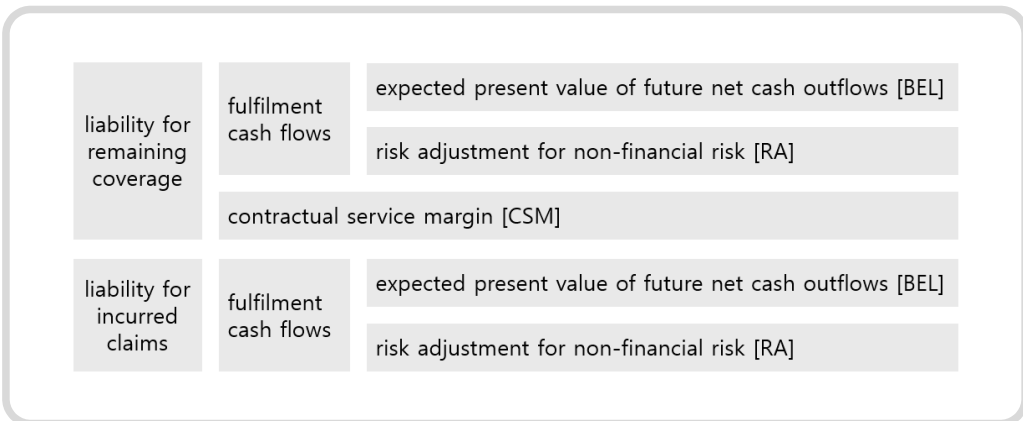 liability for
remaining
coverage
fulfilment
cash flows
expected present value of future net cash outflows [BEL]
risk adjustment for non-financial risk [RA]
contractual service margin [CSM]
liability for
incurred
claims
fulfilment
cash flows
expected present value of future net cash outflows [BEL]
risk adjustment for non-financial risk [RA]